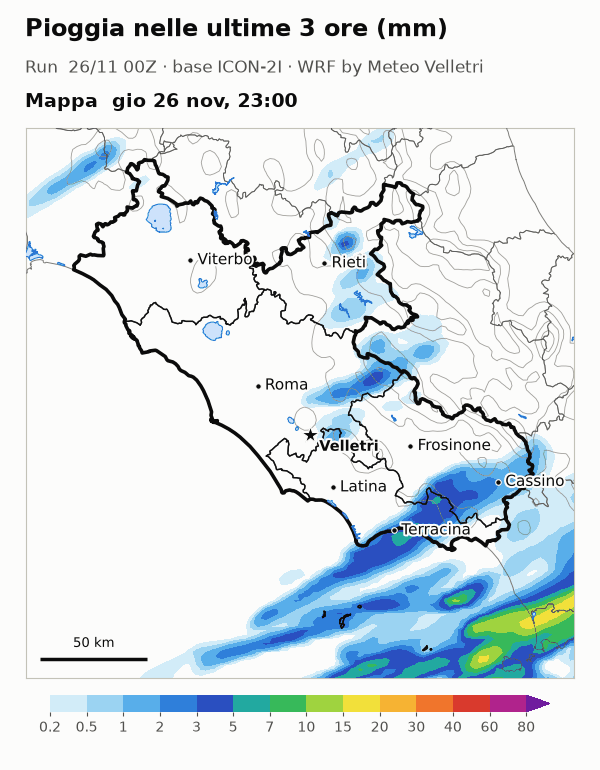 Pioggia nelle ultime 3 ore (mm)
Run  26/11 00Z · base ICON-2I · WRF by Meteo Velletri
Mappa  gio 26 nov, 23:00
Viterbo
Rieti
Roma
Velletri
Frosinone
Latina
Cassino
Terracina
50 km
0.2 0.5 1 2 3 5 7 10 15 20 30 40 60 80